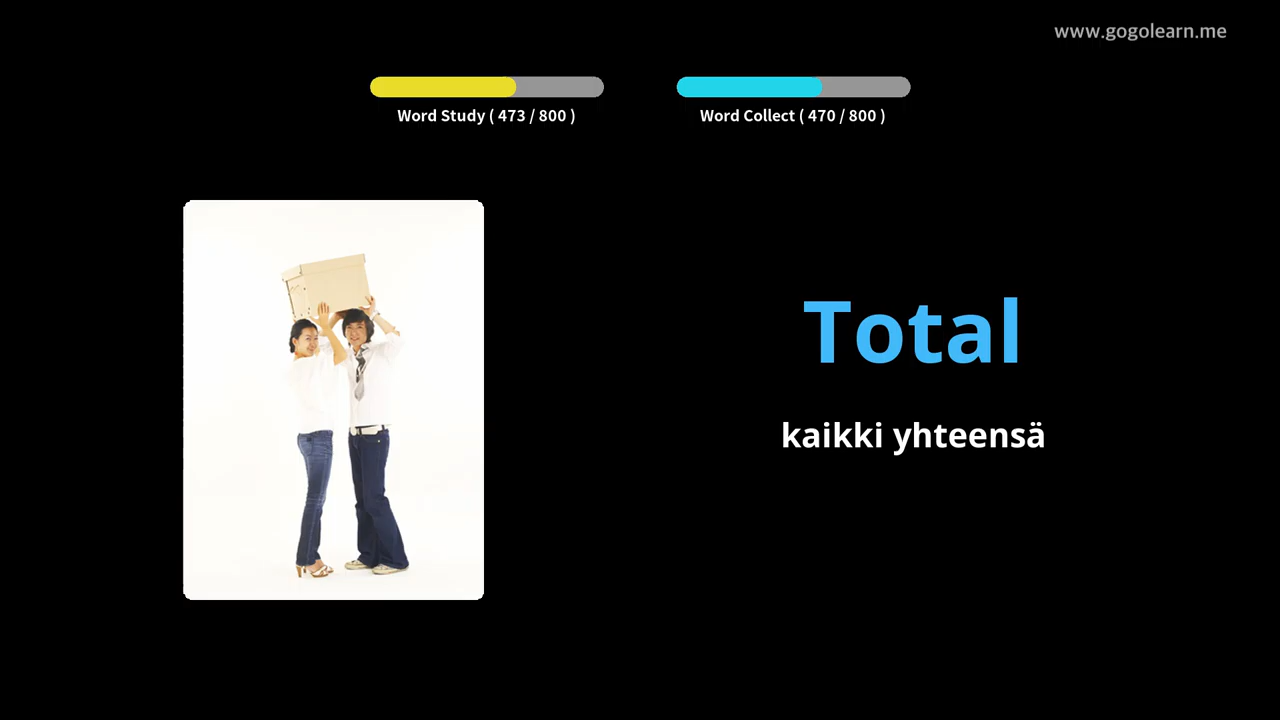 www.gogolearn.me
Word Study ( 473 / 800 )
Word Collect ( 470 / 800 )
Total
kaikki yhteensä